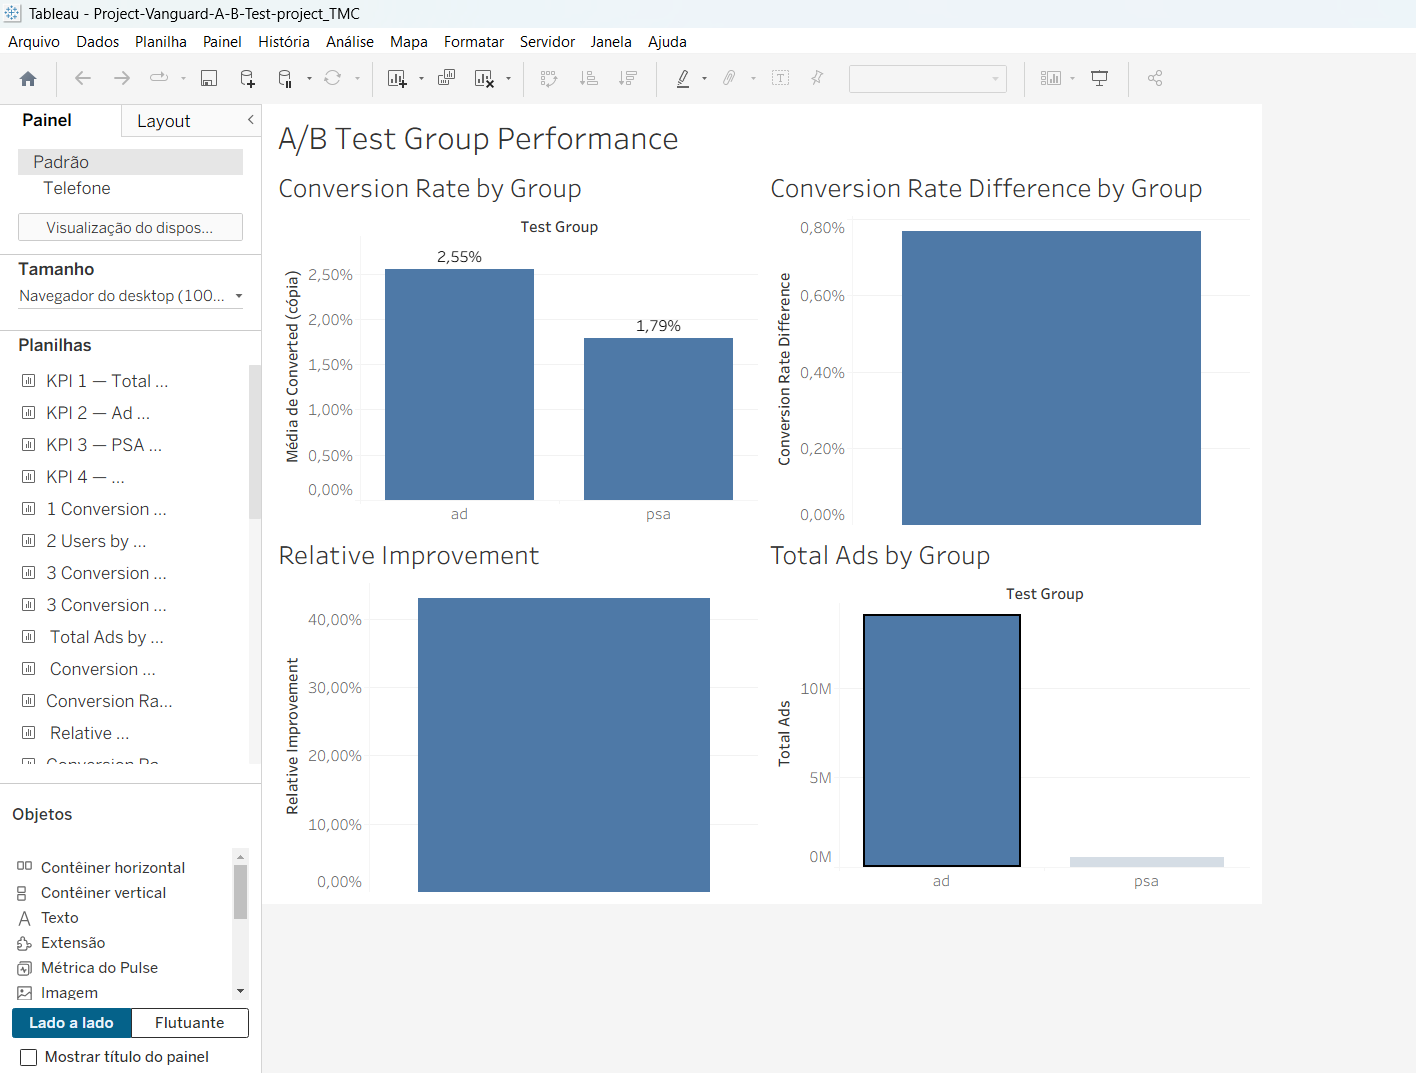 Tableau - Project-Vanguard-A-B-Test-project_TMC
Arquivo Dados Planilha Painel História Análise Mapa Formatar Servidor Janela Ajuda
Painel
Layout
Padrão
Telefone
Visualização do dispos...
Tamanho
Navegador do desktop (100...
Planilhas
KPI 1 — Total ...
KPI 2 — Ad ...
KPI 3 — PSA ...
KPI 4 — ...
1 Conversion ...
2 Users by ...
3 Conversion ...
3 Conversion ...
Total Ads by ...
Conversion ...
Conversion Ra...
Relative ...
Conversion Ra...
Objetos
Contêiner horizontal
Contêiner vertical
Texto
Extensão
Métrica do Pulse
Imagem
Lado a lado
Flutuante
Mostrar título do painel
A/B Test Group Performance
Conversion Rate by Group
Test Group
Média de Converted (cópia)
2,50%
2,00%
1,50%
1,00%
0,50%
0,00%
2,55%
1,79%
ad
psa
Conversion Rate Difference by Group
Conversion Rate Difference
0,80%
0,60%
0,40%
0,20%
0,00%
Relative Improvement
Relative Improvement
40,00%
30,00%
20,00%
10,00%
0,00%
Total Ads by Group
Test Group
Total Ads
10M
5M
0M
ad
psa